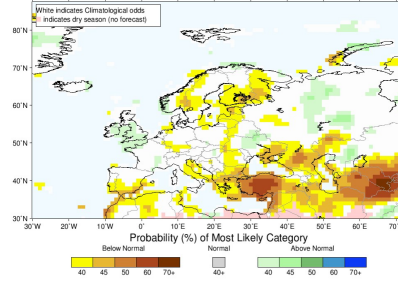 White indicates Climatological odds
indicates dry season (no forecast)
80°N
70°N
60°N
50°N
40°N
30°N
30°W 20°W 10°W 0° 10°E 20°E 30°E 40°E 50°E 60°E 70°
Probability (%) of Most Likely Category
Below Normal Normal Above Normal
40 45 50 60 70+ 40+ 40 45 50 60 70+